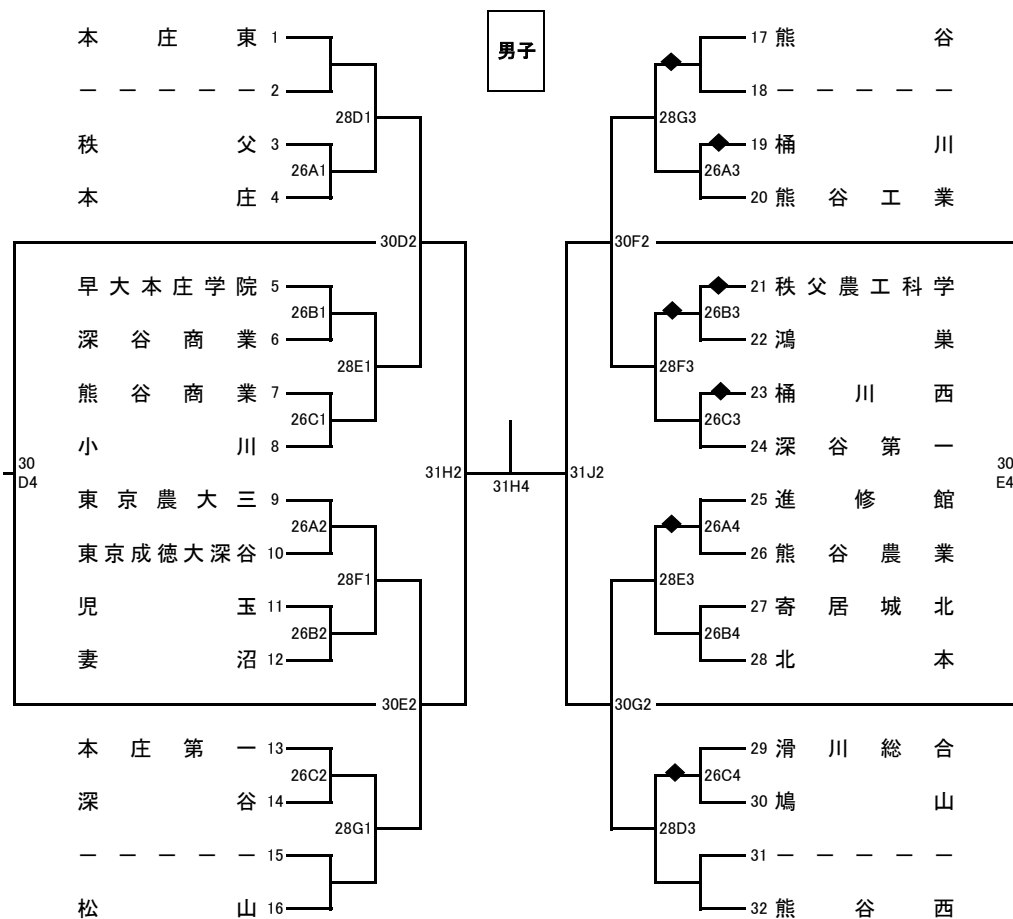 男子
本庄東 1
ーーーーー 2
28D1
秩父 3
26A1
本庄 4
30D2
早大本庄学院 5
26B1
深谷商業 6
28E1
熊谷商業 7
26C1
小川 8
30
D4
31H2
東京農大三 9
26A2
東京成徳大深谷 10
28F1
児玉 11
26B2
妻沼 12
30E2
本庄第一 13
26C2
深谷 14
28G1
ーーーーー 15
松山 16
31H4
17 熊谷
18 ーーーーー
28G3
19 桶川
26A3
20 熊谷工業
30F2
21 秩父農工科学
26B3
22 鴻巣
28F3
23 桶川西
26C3
24 深谷第一
31J2
30
E4
25 進修館
26A4
26 熊谷農業
28E3
27 寄居城北
26B4
28 北本
30G2
29 滑川総合
26C4
30 鳩山
28D3
31 ーーーーー
32 熊谷西